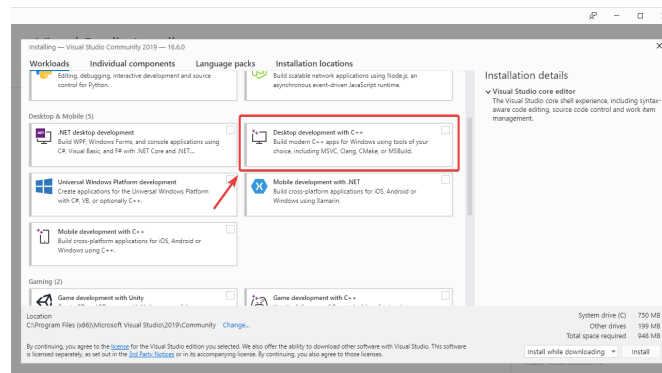 Installing — Visual Studio Community 2019 — 16.6.0
Workloads Individual components Language packs Installation locations
Editing, debugging, interactive development and source
control for Python.
Build scalable network applications using Node.js, an
asynchronous event-driven JavaScript runtime.
Desktop & Mobile (5)
.NET desktop development
Build WPF, Windows Forms, and console applications using
C#, Visual Basic, and F# with .NET Core and .NET...
Desktop development with C++
Build modern C++ apps for Windows using tools of your
choice, including MSVC, Clang, CMake, or MSBuild.
Universal Windows Platform development
Create applications for the Universal Windows Platform
with C#, VB, or optionally C++.
Mobile development with .NET
Build cross-platform applications for iOS, Android or
Windows using Xamarin.
Mobile development with C++
Build cross-platform applications for iOS, Android or
Windows using C++.
Gaming (2)
Game development with Unity
Game development with C++
Installation details
Visual Studio core editor
The Visual Studio core shell experience, including syntax-
aware code editing, source code control and work item
management.
Location
C:\Program Files (x86)\Microsoft Visual Studio\2019\Community Change...
By continuing, you agree to the license for the Visual Studio edition you selected. We also offer the ability to download other software with Visual Studio. This software
is licensed separately, as set out in the 3rd Party Notices or in its accompanying license. By continuing, you also agree to those licenses.
System drive (C) 750 MB
Other drives 199 MB
Total space required 948 MB
Install while downloading Install